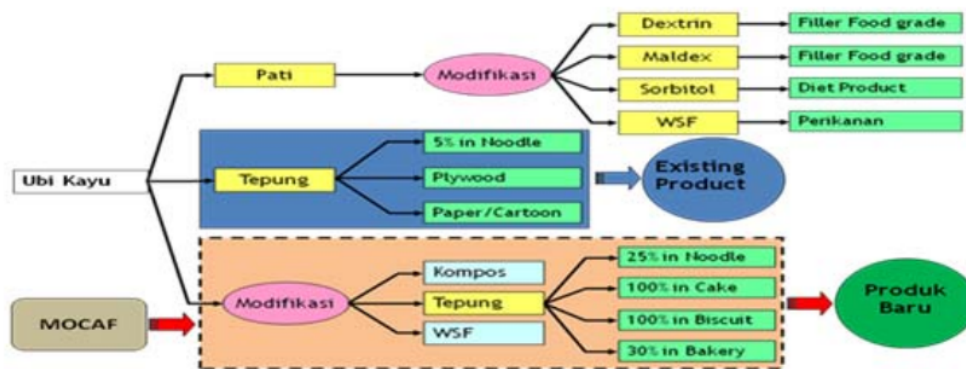 Dextrin
Filler Food grade
Pati
Modifikasi
Maldex
Filler Food grade
Sorbitol
Diet Product
WSF
Perikanan
Ubi Kayu
Tepung
5% in Noodle
Plywood
Paper/Cartoon
Existing
Product
MOCAF
Modifikasi
Kompos
Tepung
WSF
25% in Noodle
100% in Cake
100% in Biscuit
30% in Bakery
Produk
Baru